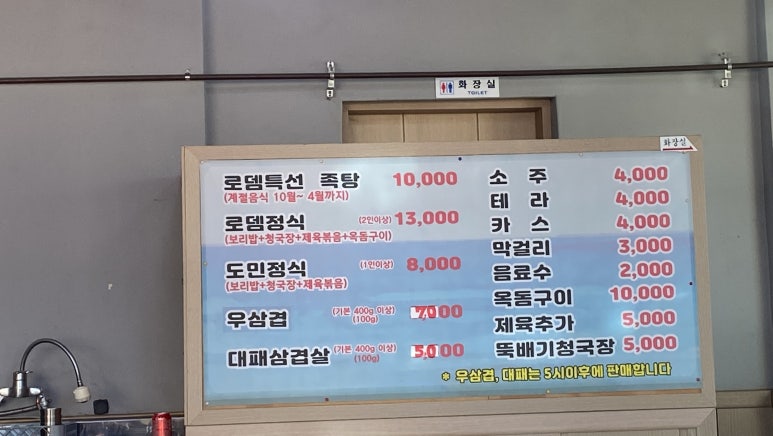 화장실
TOILET
화장실
로뎀특선 족탕 10,000
(계절음식 10월~ 4월까지)
로뎀정식 (2인이상) 13,000
(보리밥+청국장+제육볶음+옥돔구이)
도민정식 (1인이상) 8,000
(보리밥+청국장+제육볶음)
우삼겹 (기본 400g 이상) 7,000
(100g)
대패삼겹살 (기본 400g 이상) 5,000
(100g)
소 주 4,000
테 라 4,000
카 스 4,000
막걸리 3,000
음료수 2,000
옥돔구이 10,000
제육추가 5,000
뚝배기청국장 5,000
* 우삼겹, 대패는 5시이후에 판매합니다